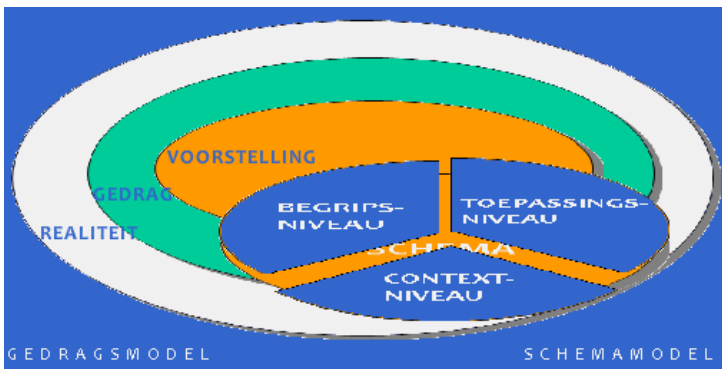 VOORSTELLING
GEDRAG
REALITEIT
BEGRIPS-
NIVEAU
TOEPASSINGS-
NIVEAU
SCHEMA
CONTEXT-
NIVEAU
GEDRAGSMODEL
SCHEMAMODEL